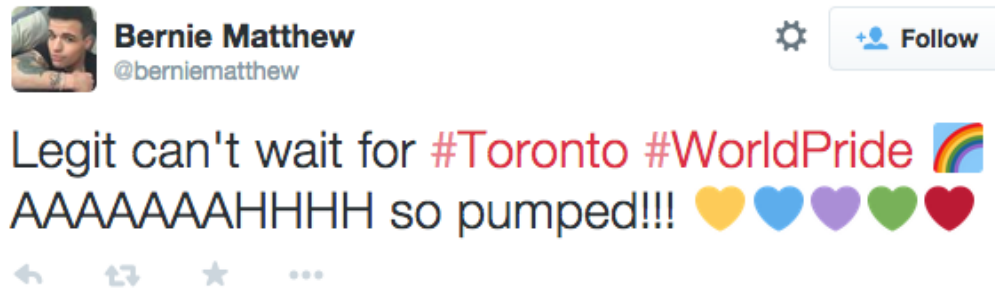 Bernie Matthew
@berniematthew
Follow
Legit can't wait for #Toronto #WorldPride 🌈
AAAAAAAHHHH so pumped!!! 💛💙💜💚❤️